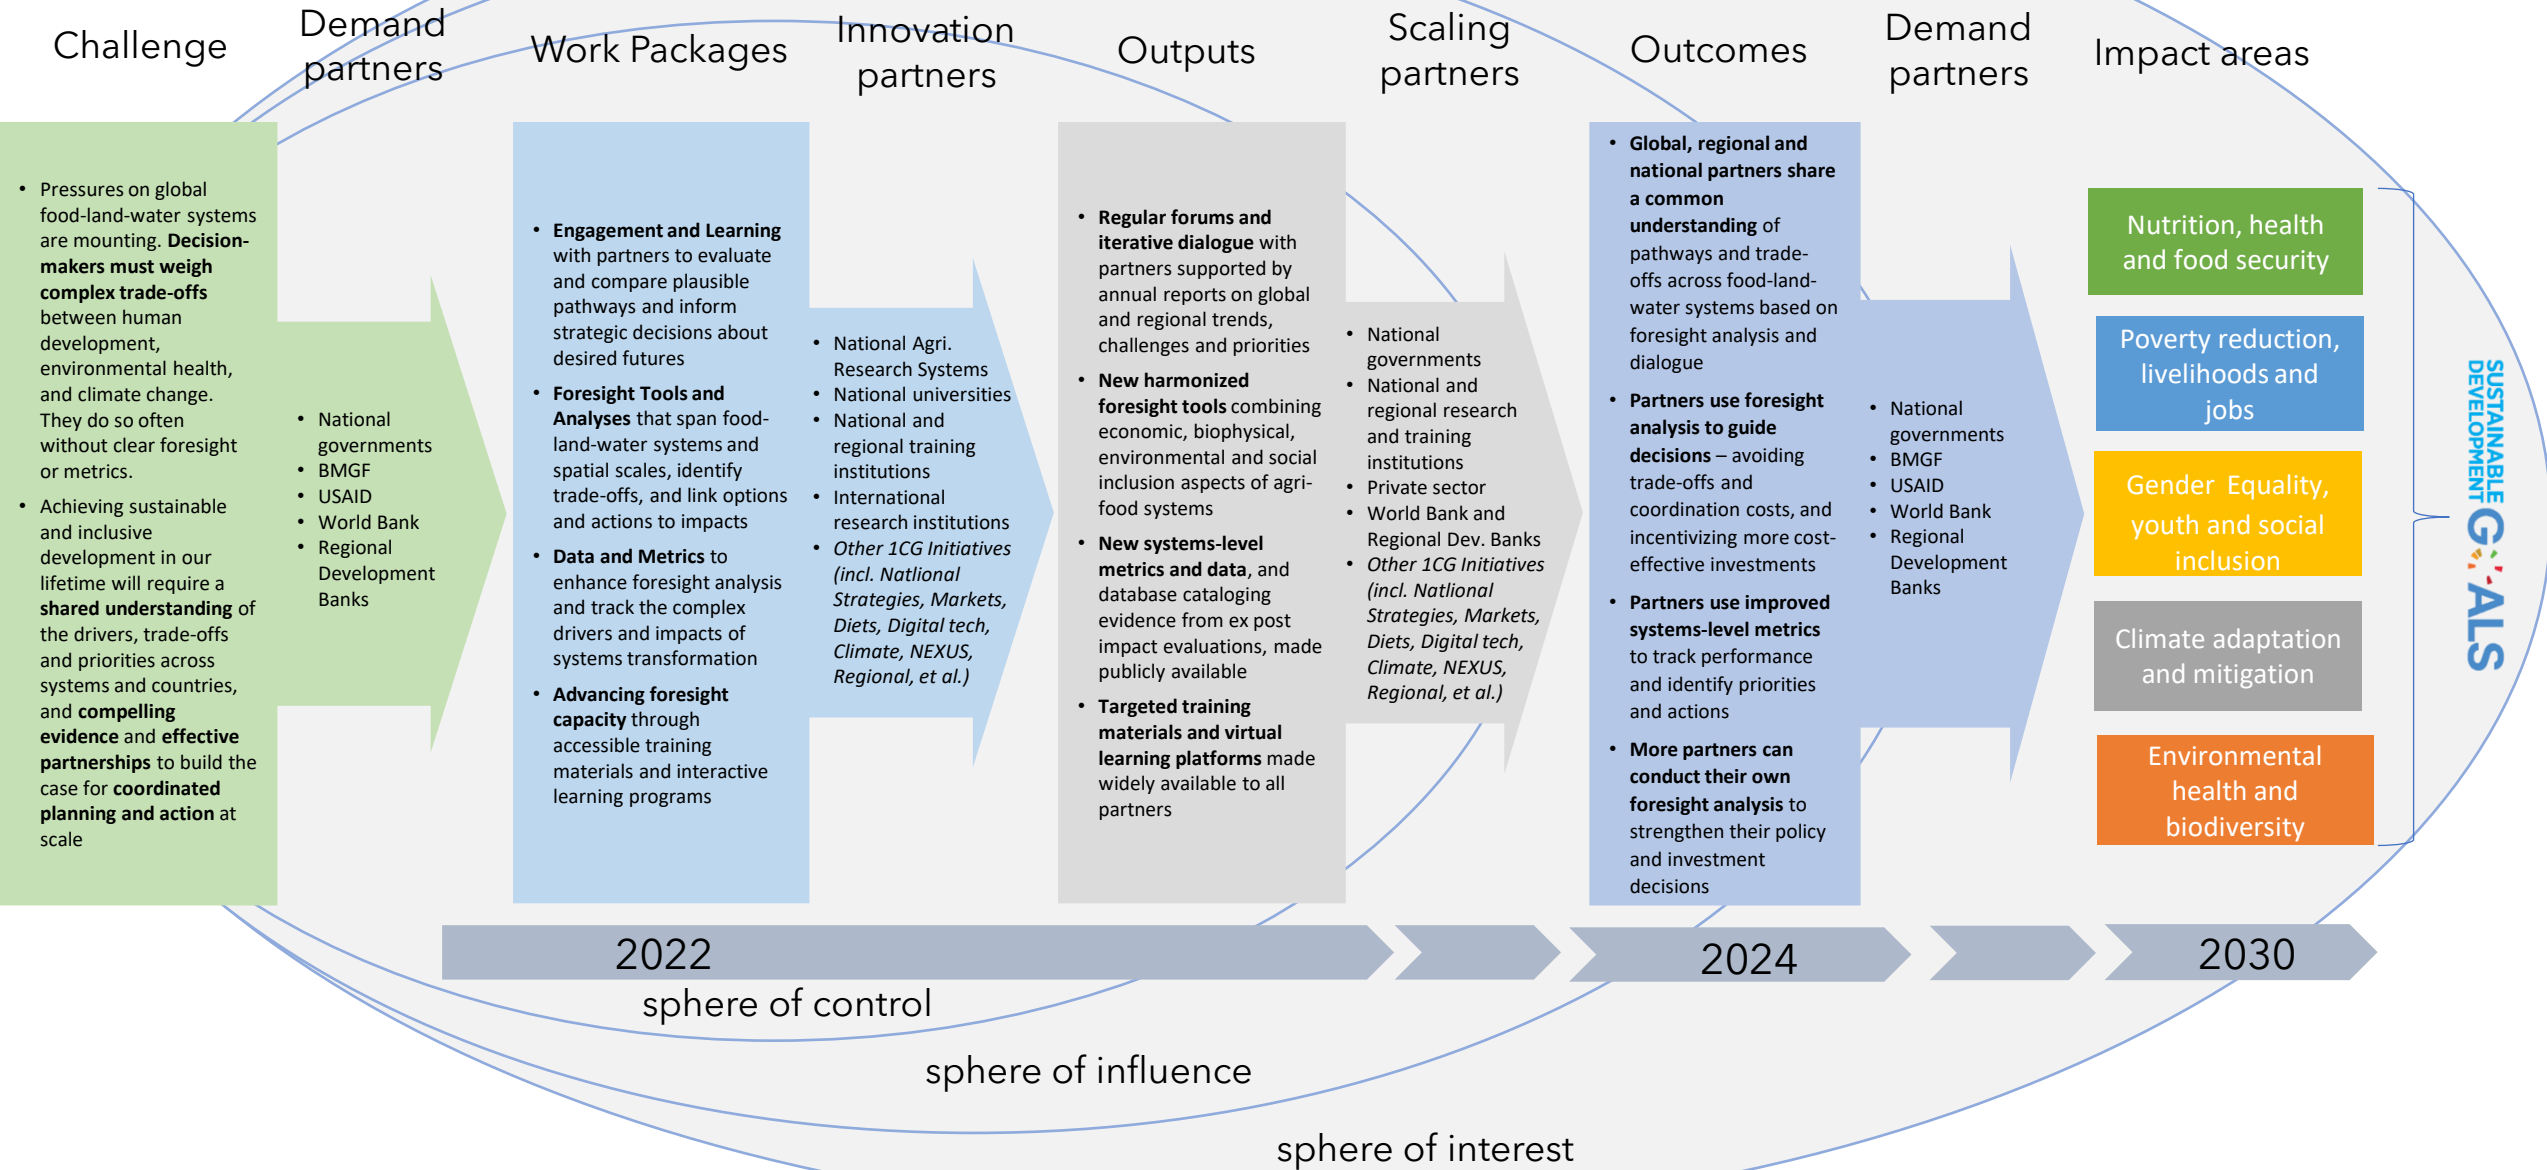 Challenge
Demand
partners
Work Packages
Innovation
partners
Outputs
Scaling
partners
Outcomes
Demand
partners
Impact areas
• Pressures on global
food-land-water systems
are mounting. Decision-
makers must weigh
complex trade-offs
between human
development,
environmental health,
and climate change.
They do so often
without clear foresight
or metrics.
• Achieving sustainable
and inclusive
development in our
lifetime will require a
shared understanding of
the drivers, trade-offs
and priorities across
systems and countries,
and compelling
evidence and effective
partnerships to build the
case for coordinated
planning and action at
scale
• National
governments
• BMGF
• USAID
• World Bank
• Regional
Development
Banks
• Engagement and Learning
with partners to evaluate
and compare plausible
pathways and inform
strategic decisions about
desired futures
• Foresight Tools and
Analyses that span food-
land-water systems and
spatial scales, identify
trade-offs, and link options
and actions to impacts
• Data and Metrics to
enhance foresight analysis
and track the complex
drivers and impacts of
systems transformation
• Advancing foresight
capacity through
accessible training
materials and interactive
learning programs
• National Agri.
Research Systems
• National universities
• National and
regional training
institutions
• International
research institutions
• Other 1CG Initiatives
(incl. Natlional
Strategies, Markets,
Diets, Digital tech,
Climate, NEXUS,
Regional, et al.)
• Regular forums and
iterative dialogue with
partners supported by
annual reports on global
and regional trends,
challenges and priorities
• New harmonized
foresight tools combining
economic, biophysical,
environmental and social
inclusion aspects of agri-
food systems
• New systems-level
metrics and data, and
database cataloging
evidence from ex post
impact evaluations, made
publicly available
• Targeted training
materials and virtual
learning platforms made
widely available to all
partners
• National
governments
• National and
regional research
and training
institutions
• Private sector
• World Bank and
Regional Dev. Banks
• Other 1CG Initiatives
(incl. Natlional
Strategies, Markets,
Diets, Digital tech,
Climate, NEXUS,
Regional, et al.)
• Global, regional and
national partners share
a common
understanding of
pathways and trade-
offs across food-land-
water systems based on
foresight analysis and
dialogue
• Partners use foresight
analysis to guide
decisions – avoiding
trade-offs and
coordination costs, and
incentivizing more cost-
effective investments
• Partners use improved
systems-level metrics
to track performance
and identify priorities
and actions
• More partners can
conduct their own
foresight analysis to
strengthen their policy
and investment
decisions
• National
governments
• BMGF
• USAID
• World Bank
• Regional
Development
Banks
Nutrition, health
and food security
Poverty reduction,
livelihoods and
jobs
Gender Equality,
youth and social
inclusion
Climate adaptation
and mitigation
Environmental
health and
biodiversity
SUSTAINABLE
DEVELOPMENT
GOALS
2022
2024
2030
sphere of control
sphere of influence
sphere of interest